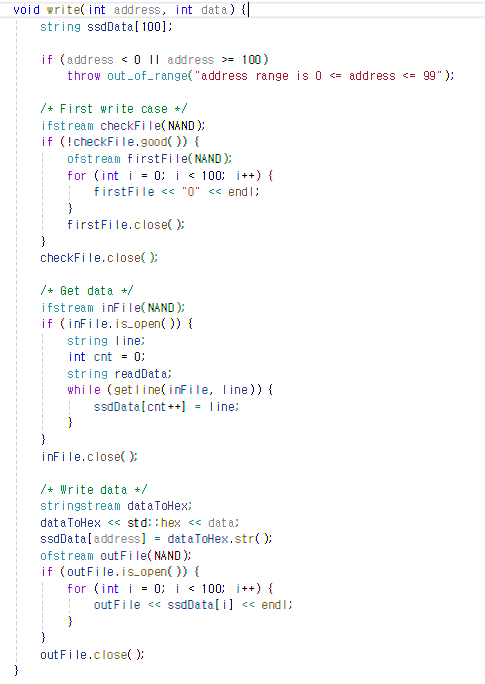 void write(int address, int data) {
    string ssdData[100];

    if (address < 0 || address >= 100)
        throw out_of_range("address range is 0 <= address <= 99");

    /* First write case */
    ifstream checkFile(NAND);
    if (!checkFile.good()) {
        ofstream firstFile(NAND);
        for (int i = 0; i < 100; i++) {
            firstFile << "0" << endl;
        }
        firstFile.close();
    }
    checkFile.close();

    /* Get data */
    ifstream inFile(NAND);
    if (inFile.is_open()) {
        string line;
        int cnt = 0;
        string readData;
        while (getline(inFile, line)) {
            ssdData[cnt++] = line;
        }
    }
    inFile.close();

    /* Write data */
    stringstream dataToHex;
    dataToHex << std::hex << data;
    ssdData[address] = dataToHex.str();
    ofstream outFile(NAND);
    if (outFile.is_open()) {
        for (int i = 0; i < 100; i++) {
            outFile << ssdData[i] << endl;
        }
    }
    outFile.close();
}